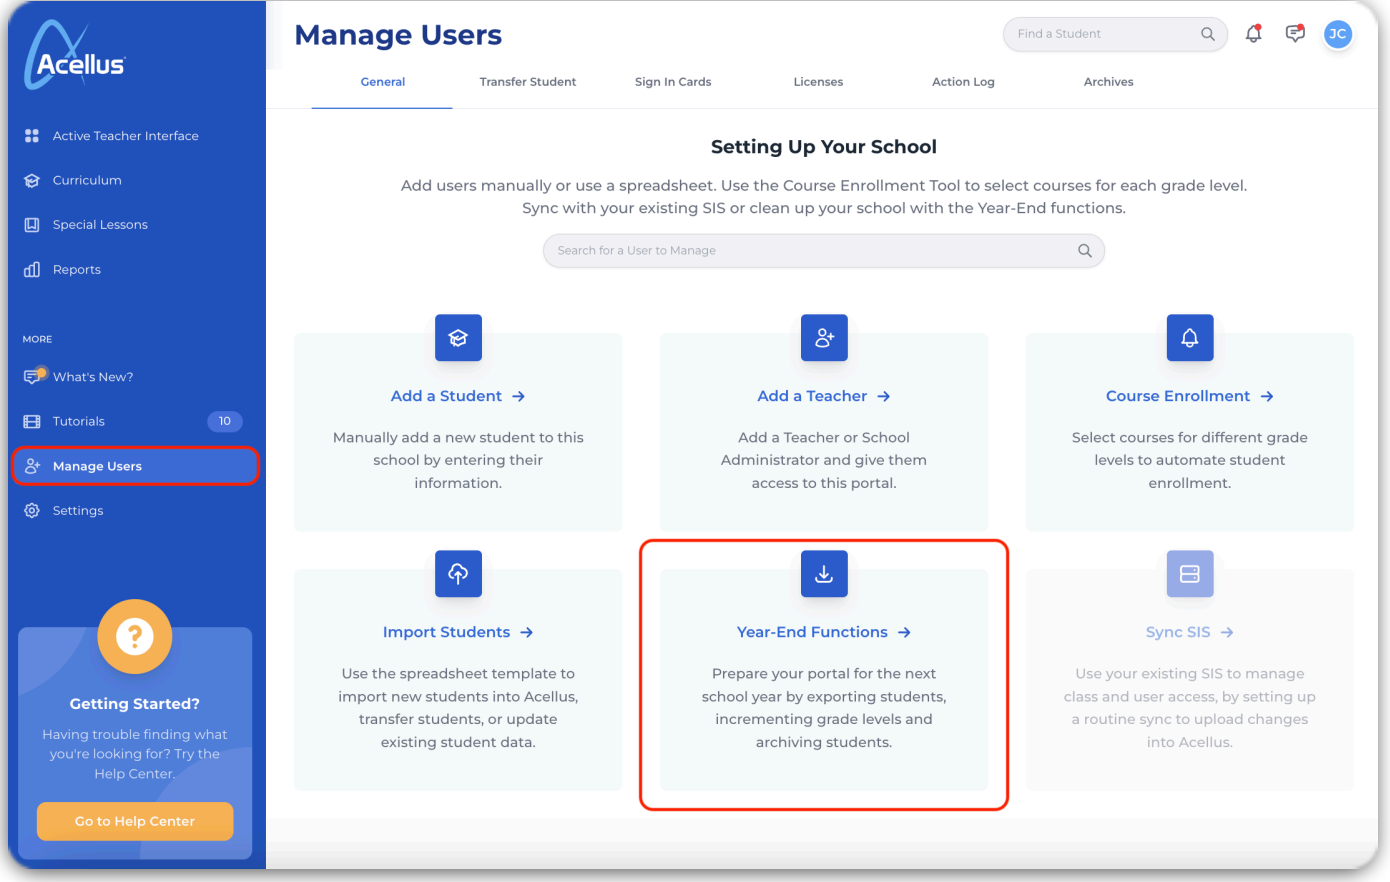 Acellus
Active Teacher Interface
Curriculum
Special Lessons
Reports
MORE
What's New?
Tutorials
10
Manage Users
Settings
?
Getting Started?
Having trouble finding what
you're looking for? Try the
Help Center.
Go to Help Center
Manage Users
Find a Student
JC
General
Transfer Student
Sign In Cards
Licenses
Action Log
Archives
Setting Up Your School
Add users manually or use a spreadsheet. Use the Course Enrollment Tool to select courses for each grade level.
Sync with your existing SIS or clean up your school with the Year-End functions.
Search for a User to Manage
Add a Student →
Manually add a new student to this
school by entering their
information.
Add a Teacher →
Add a Teacher or School
Administrator and give them
access to this portal.
Course Enrollment →
Select courses for different grade
levels to automate student
enrollment.
Import Students →
Use the spreadsheet template to
import new students into Acellus,
transfer students, or update
existing student data.
Year-End Functions →
Prepare your portal for the next
school year by exporting students,
incrementing grade levels and
archiving students.
Sync SIS →
Use your existing SIS to manage
class and user access, by setting up
a routine sync to upload changes
into Acellus.